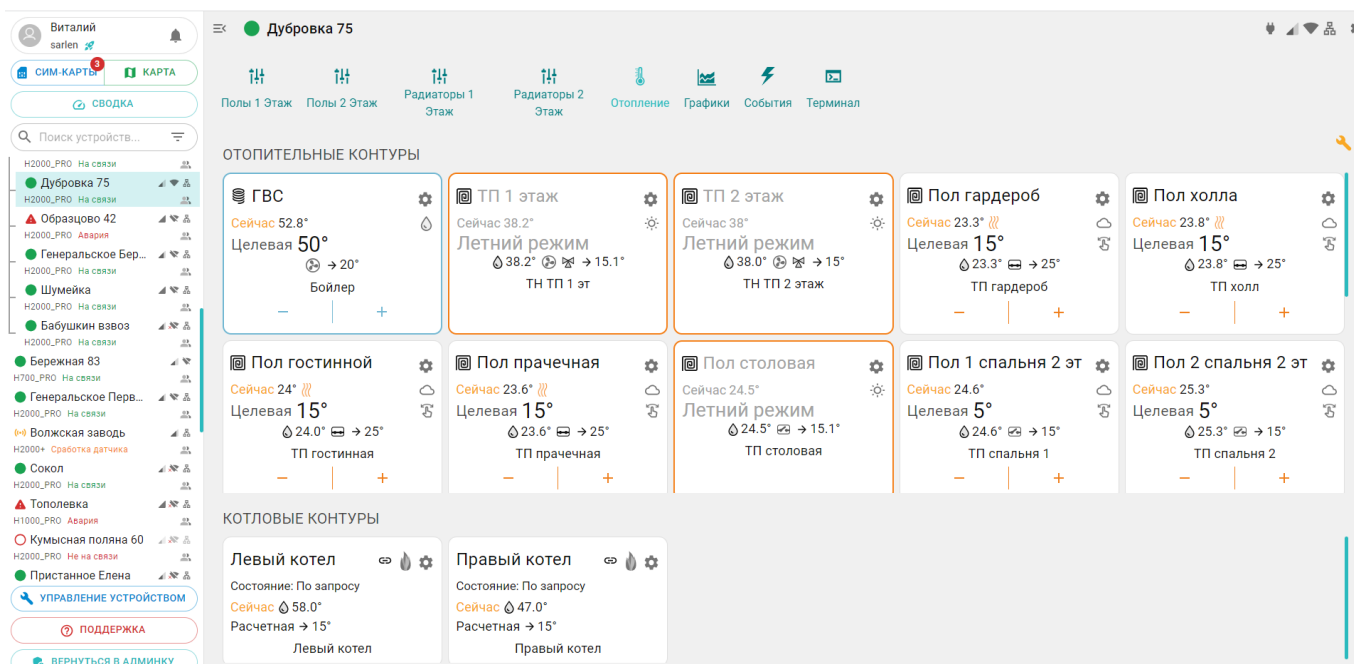 Виталий
sarlen
СИМ-КАРТЫ 3 КАРТА
СВОДКА
Поиск устройств...
H2000_PRO На связи
Дубровка 75
H2000_PRO На связи
Образцово 42
H2000_PRO Авария
Генеральское Бер...
H2000_PRO На связи
Шумейка
H2000_PRO На связи
Бабушкин взвоз
H2000_PRO На связи
Бережная 83
H700_PRO На связи
Генеральское Перв...
H2000_PRO На связи
Волжская заводь
H2000+ Сработка датчика
Сокол
H2000_PRO На связи
Тополевка
H1000_PRO Авария
Кумысная поляна 60
H2000_PRO Не на связи
Пристанное Елена
УПРАВЛЕНИЕ УСТРОЙСТВОМ
ПОДДЕРЖКА
ВЕРНУТЬСЯ В АДМИНКУ
Дубровка 75
Полы 1 Этаж
Полы 2 Этаж
Радиаторы 1
Этаж
Радиаторы 2
Этаж
Отопление
Графики
События
Терминал
ОТОПИТЕЛЬНЫЕ КОНТУРЫ
ГВС
Сейчас 52.8°
Целевая 50°
→ 20°
Бойлер
− +
ТП 1 этаж
Сейчас 38.2°
Летний режим
38.2° → 15.1°
ТН ТП 1 эт
ТП 2 этаж
Сейчас 38°
Летний режим
38.0° → 15°
ТН ТП 2 этаж
Пол гардероб
Сейчас 23.3°
Целевая 15°
23.3° → 25°
ТП гардероб
− +
Пол холла
Сейчас 23.8°
Целевая 15°
23.8° → 25°
ТП холл
− +
Пол гостинной
Сейчас 24°
Целевая 15°
24.0° → 25°
ТП гостинная
− +
Пол прачечная
Сейчас 23.6°
Целевая 15°
23.6° → 25°
ТП прачечная
− +
Пол столовая
Сейчас 24.5°
Летний режим
24.5° → 15.1°
ТП столовая
Пол 1 спальня 2 эт
Сейчас 24.6°
Целевая 5°
24.6° → 15°
ТП спальня 1
− +
Пол 2 спальня 2 эт
Сейчас 25.3°
Целевая 5°
25.3° → 15°
ТП спальня 2
− +
КОТЛОВЫЕ КОНТУРЫ
Левый котел
Состояние: По запросу
Сейчас 58.0°
Расчетная → 15°
Левый котел
Правый котел
Состояние: По запросу
Сейчас 47.0°
Расчетная → 15°
Правый котел